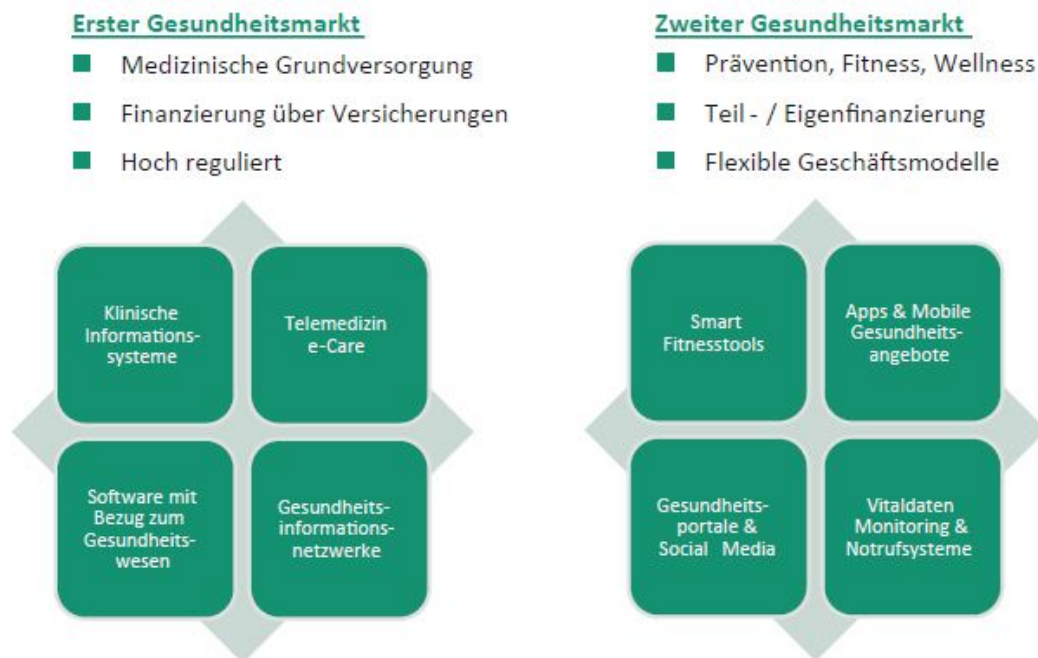 Erster Gesundheitsmarkt
Medizinische Grundversorgung
Finanzierung über Versicherungen
Hoch reguliert
Klinische
Informations-
systeme
Telemedizin
e-Care
Software mit
Bezug zum
Gesundheits-
wesen
Gesundheits-
informations-
netzwerke
Zweiter Gesundheitsmarkt
Prävention, Fitness, Wellness
Teil - / Eigenfinanzierung
Flexible Geschäftsmodelle
Smart
Fitnesstools
Apps & Mobile
Gesundheits-
angebote
Gesundheits-
portale &
Social Media
Vitaldaten
Monitoring &
Notrufsysteme